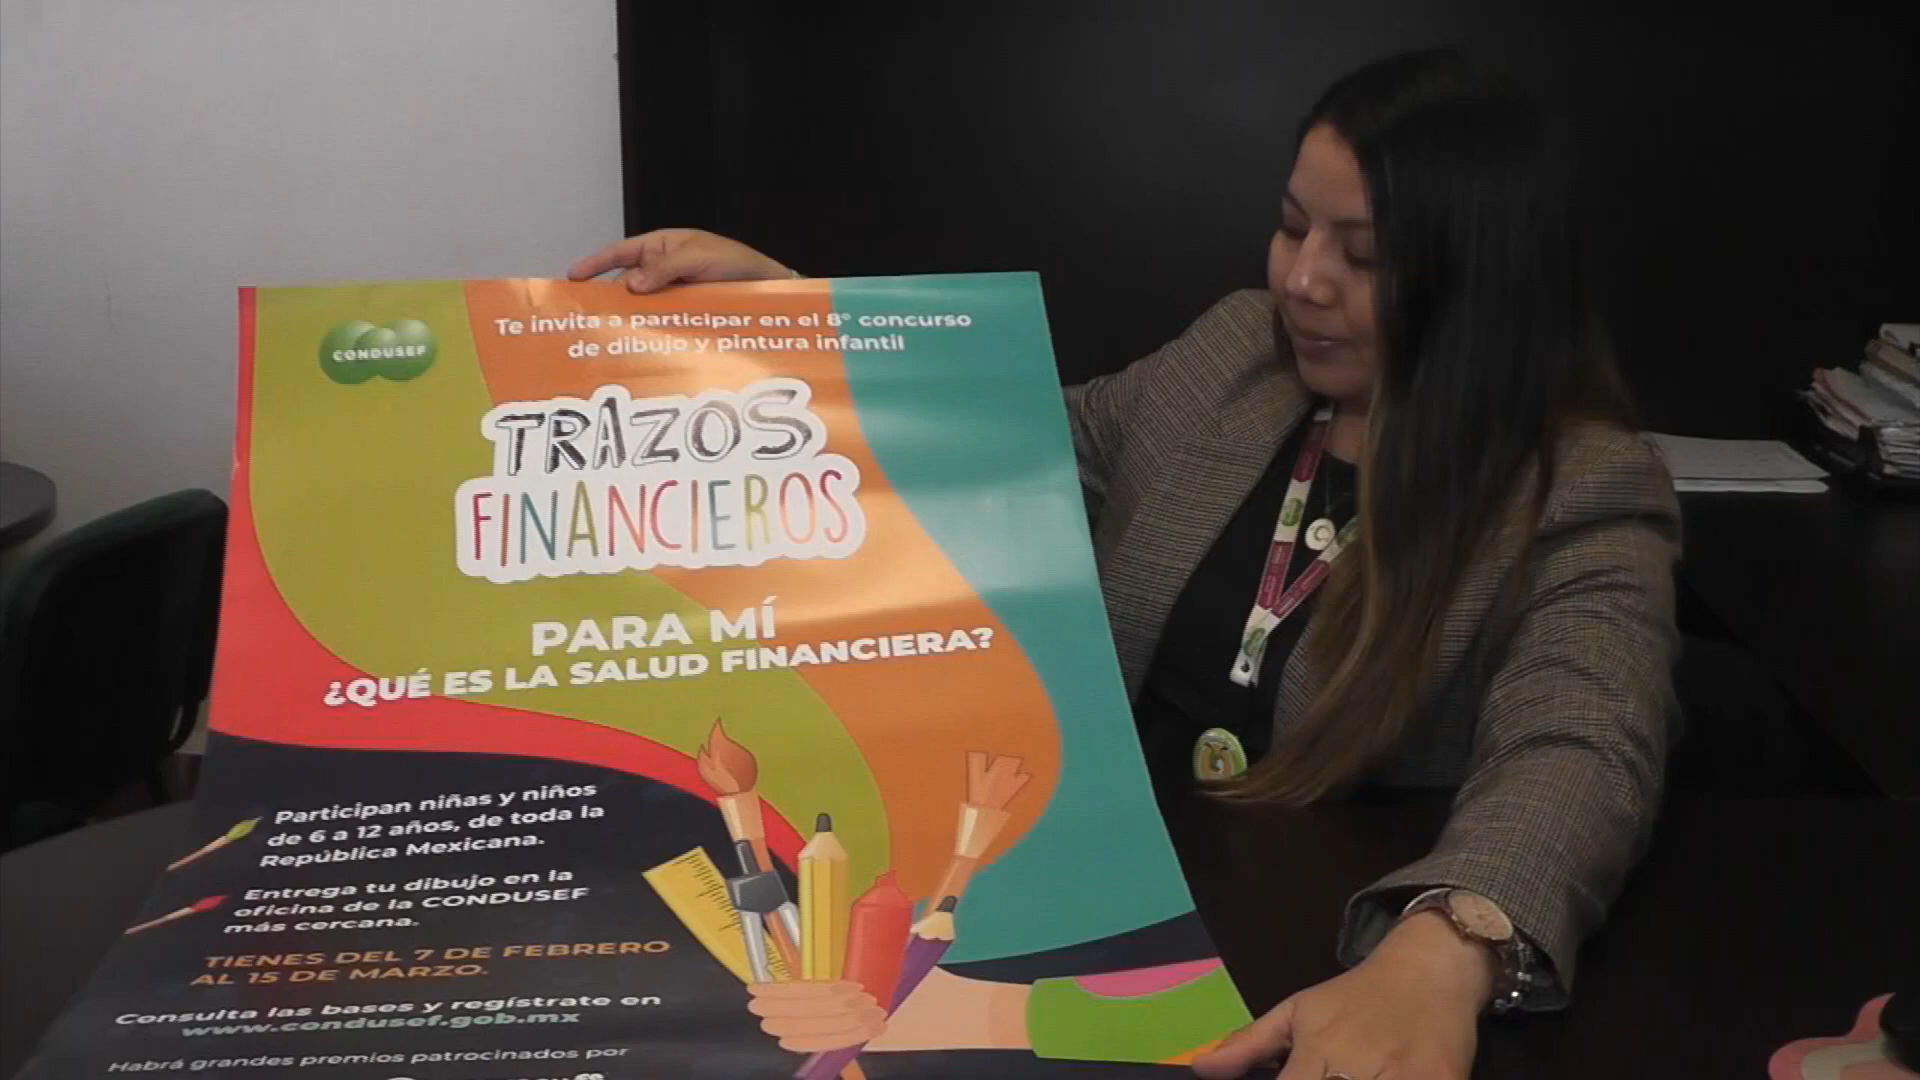 CONDUSEF
Te invita a participar en el 8° concurso
de dibujo y pintura infantil
TRAZOS
FINANCIEROS
PARA MÍ
¿QUÉ ES LA SALUD FINANCIERA?
Participan niñas y niños
de 6 a 12 años, de toda la
República Mexicana.
Entrega tu dibujo en la
oficina de la CONDUSEF
más cercana.
TIENES DEL 7 DE FEBRERO
AL 15 DE MARZO.
Consulta las bases y regístrate en
www.condusef.gob.mx
Habrá grandes premios patrocinados por